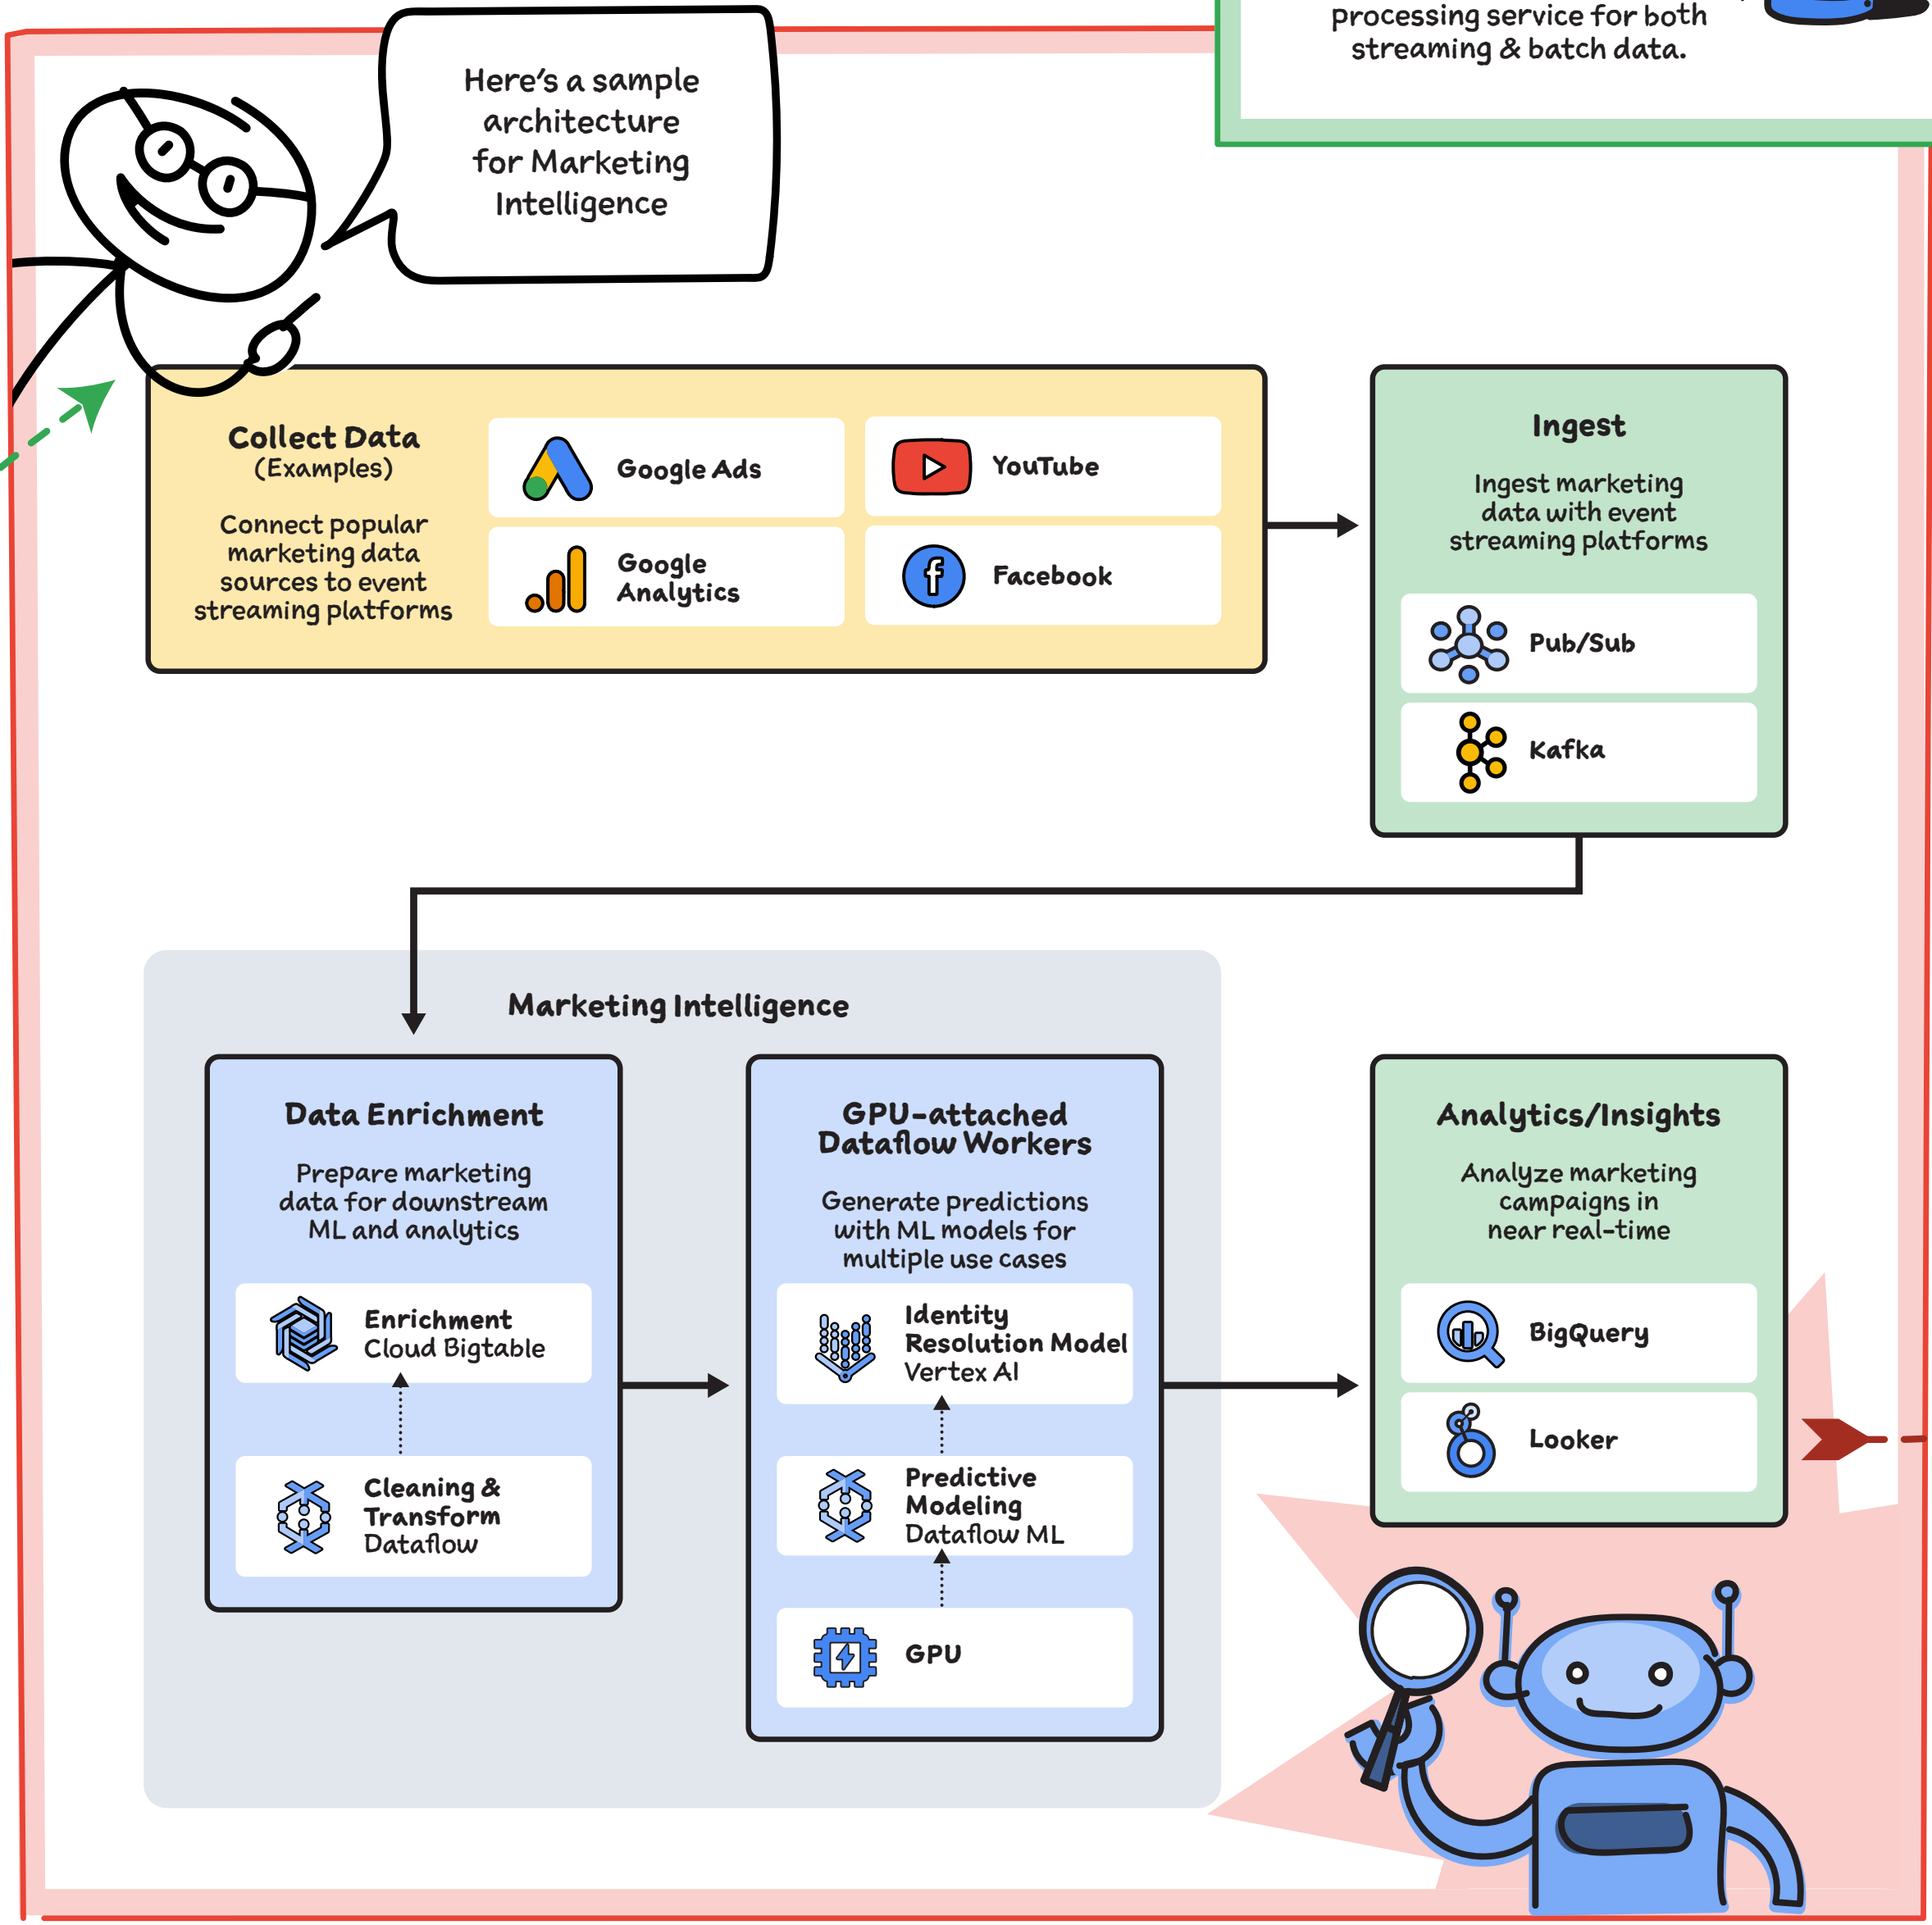 processing service for both
streaming & batch data.
Here's a sample
architecture
for Marketing
Intelligence
Collect Data
(Examples)
Connect popular
marketing data
sources to event
streaming platforms
Google Ads
YouTube
Google
Analytics
Facebook
Ingest
Ingest marketing
data with event
streaming platforms
Pub/Sub
Kafka
Marketing Intelligence
Data Enrichment
Prepare marketing
data for downstream
ML and analytics
Enrichment
Cloud Bigtable
Cleaning &
Transform
Dataflow
GPU-attached
Dataflow Workers
Generate predictions
with ML models for
multiple use cases
Identity
Resolution Model
Vertex AI
Predictive
Modeling
Dataflow ML
GPU
Analytics/Insights
Analyze marketing
campaigns in
near real-time
BigQuery
Looker